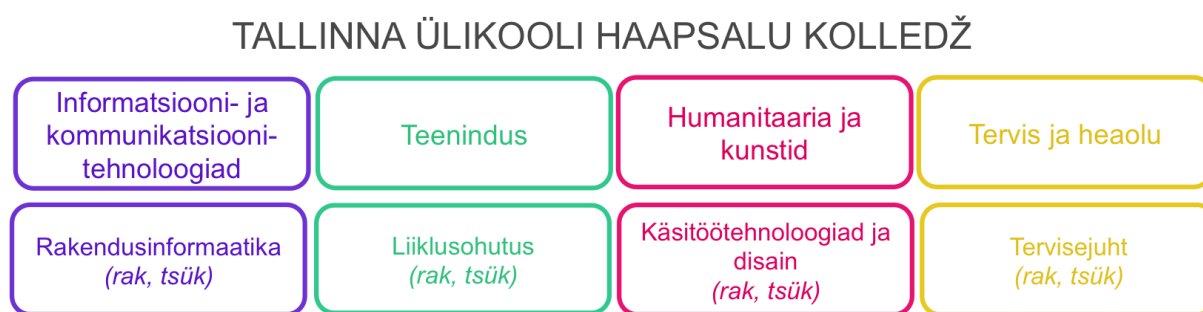 TALLINNA ÜLIKOOLI HAAPSALU KOLLEDŽ
Informatsiooni- ja
kommunikatsiooni-
tehnoloogiad
Teenindus
Humanitaaria ja
kunstid
Tervis ja heaolu
Rakendusinformaatika
(rak, tsük)
Liiklusohutus
(rak, tsük)
Käsitöötehnoloogiad ja
disain
(rak, tsük)
Tervisejuht
(rak, tsük)